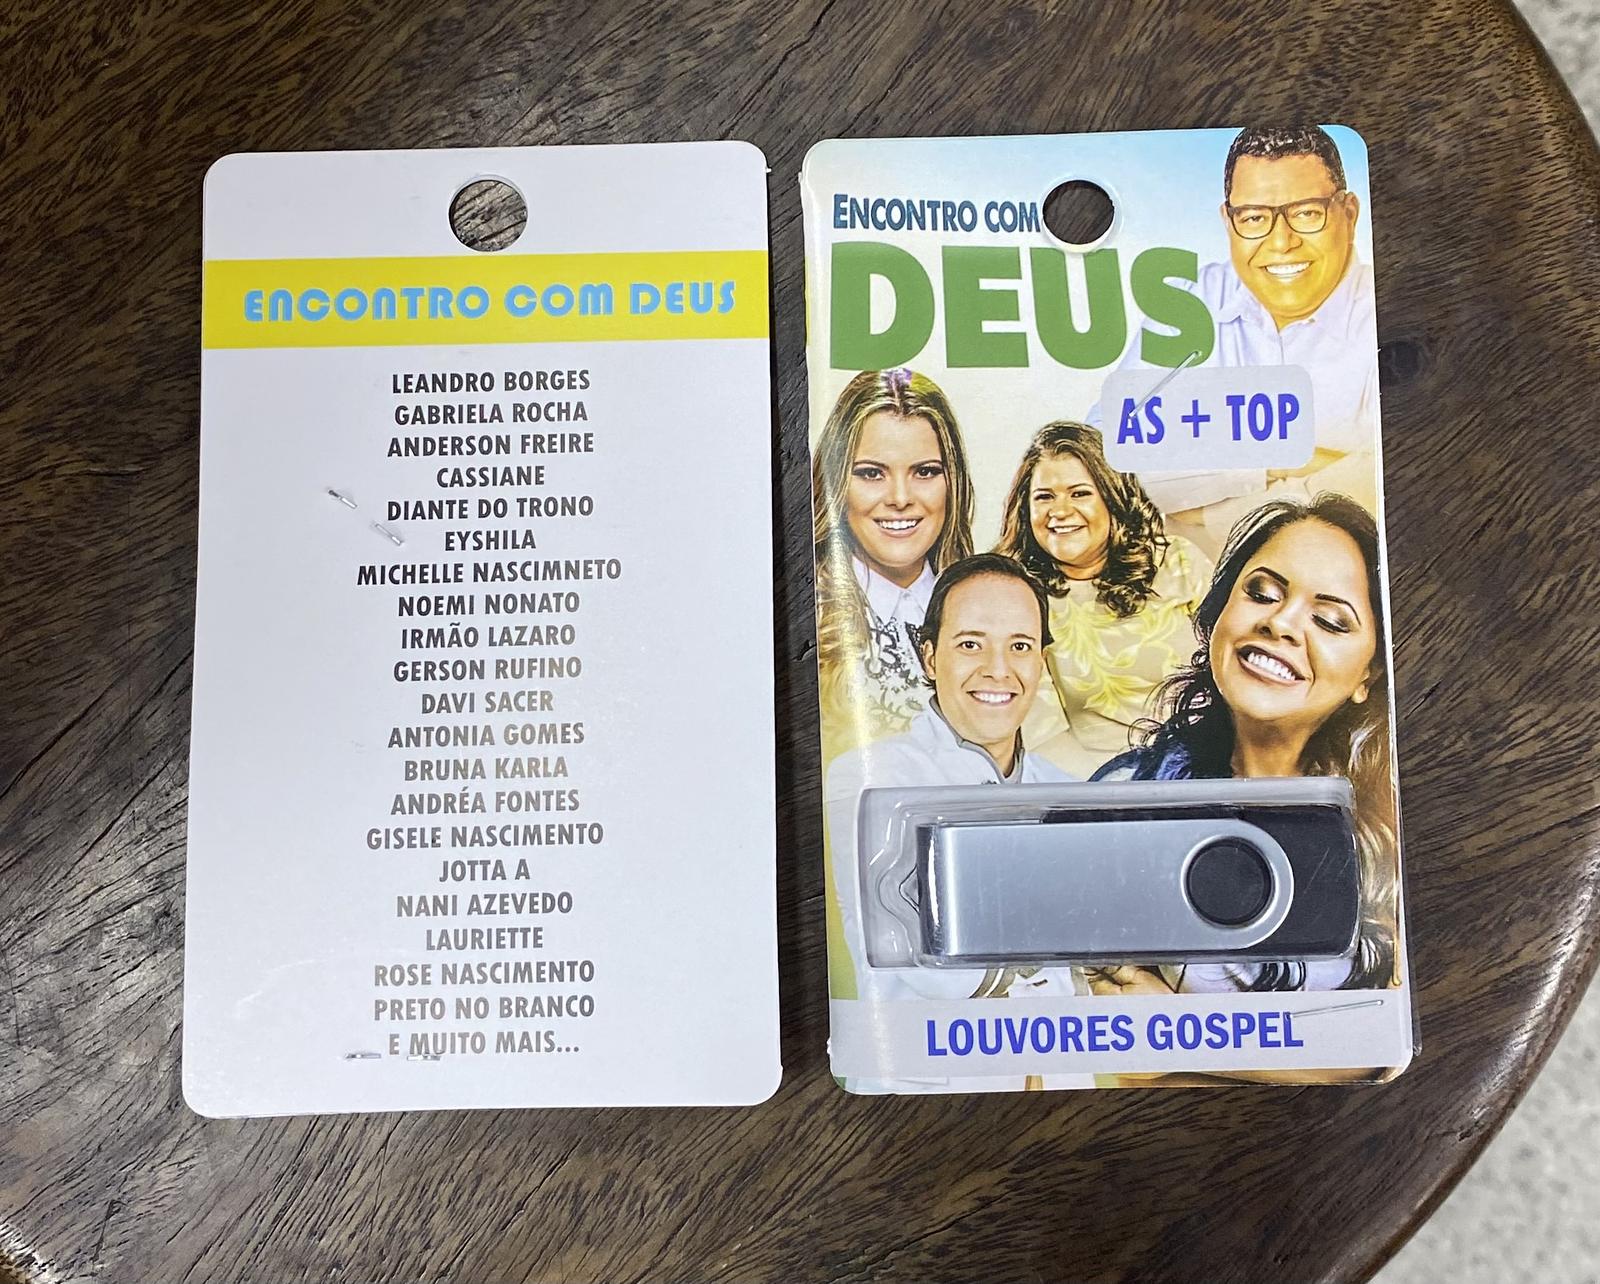 ENCONTRO COM DEUS
LEANDRO BORGES
GABRIELA ROCHA
ANDERSON FREIRE
CASSIANE
DIANTE DO TRONO
EYSHILA
MICHELLE NASCIMNETO
NOEMI NONATO
IRMÃO LAZARO
GERSON RUFINO
DAVI SACER
ANTONIA GOMES
BRUNA KARLA
ANDRÉA FONTES
GISELE NASCIMENTO
JOTTA A
NANI AZEVEDO
LAURIETTE
ROSE NASCIMENTO
PRETO NO BRANCO
E MUITO MAIS...
ENCONTRO COM
DEUS
AS + TOP
LOUVORES GOSPEL